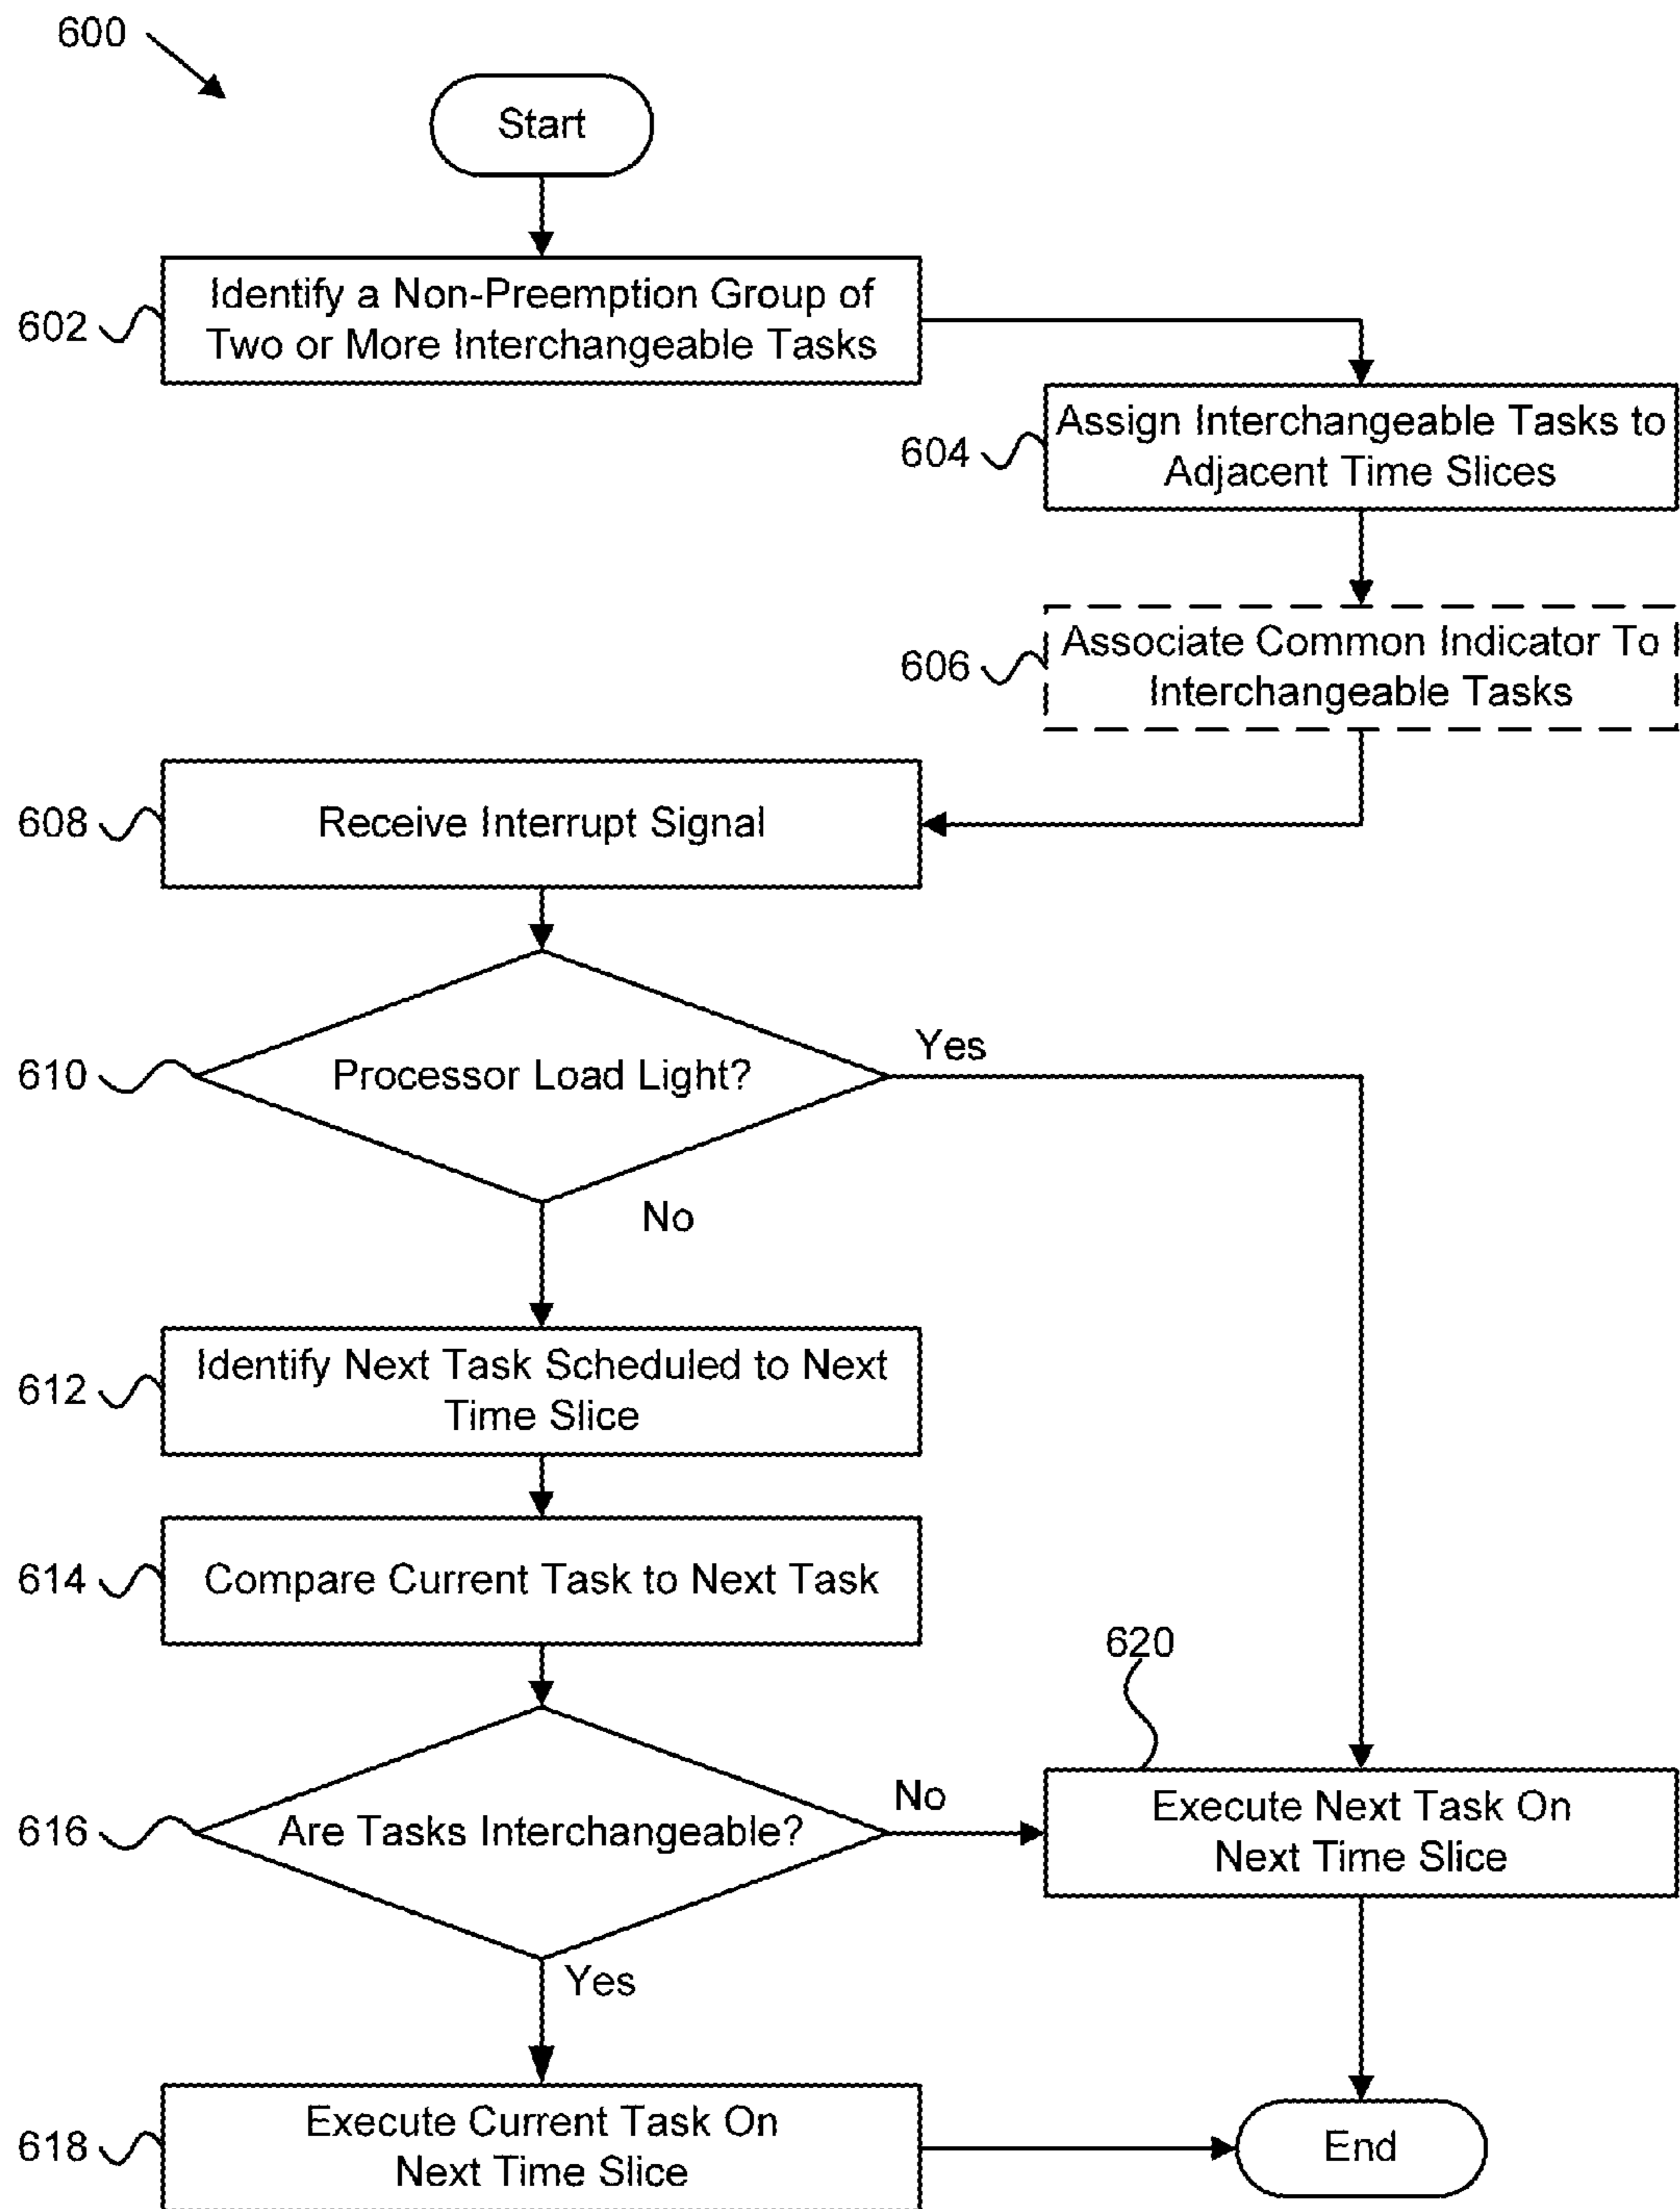 600
Start
602
Identify a Non-Preemption Group of
Two or More Interchangeable Tasks
604
Assign Interchangeable Tasks to
Adjacent Time Slices
606
Associate Common Indicator To
Interchangeable Tasks
608
Receive Interrupt Signal
610
Processor Load Light?
Yes
No
612
Identify Next Task Scheduled to Next
Time Slice
614
Compare Current Task to Next Task
616
Are Tasks Interchangeable?
No
620
Execute Next Task On
Next Time Slice
Yes
618
Execute Current Task On
Next Time Slice
End